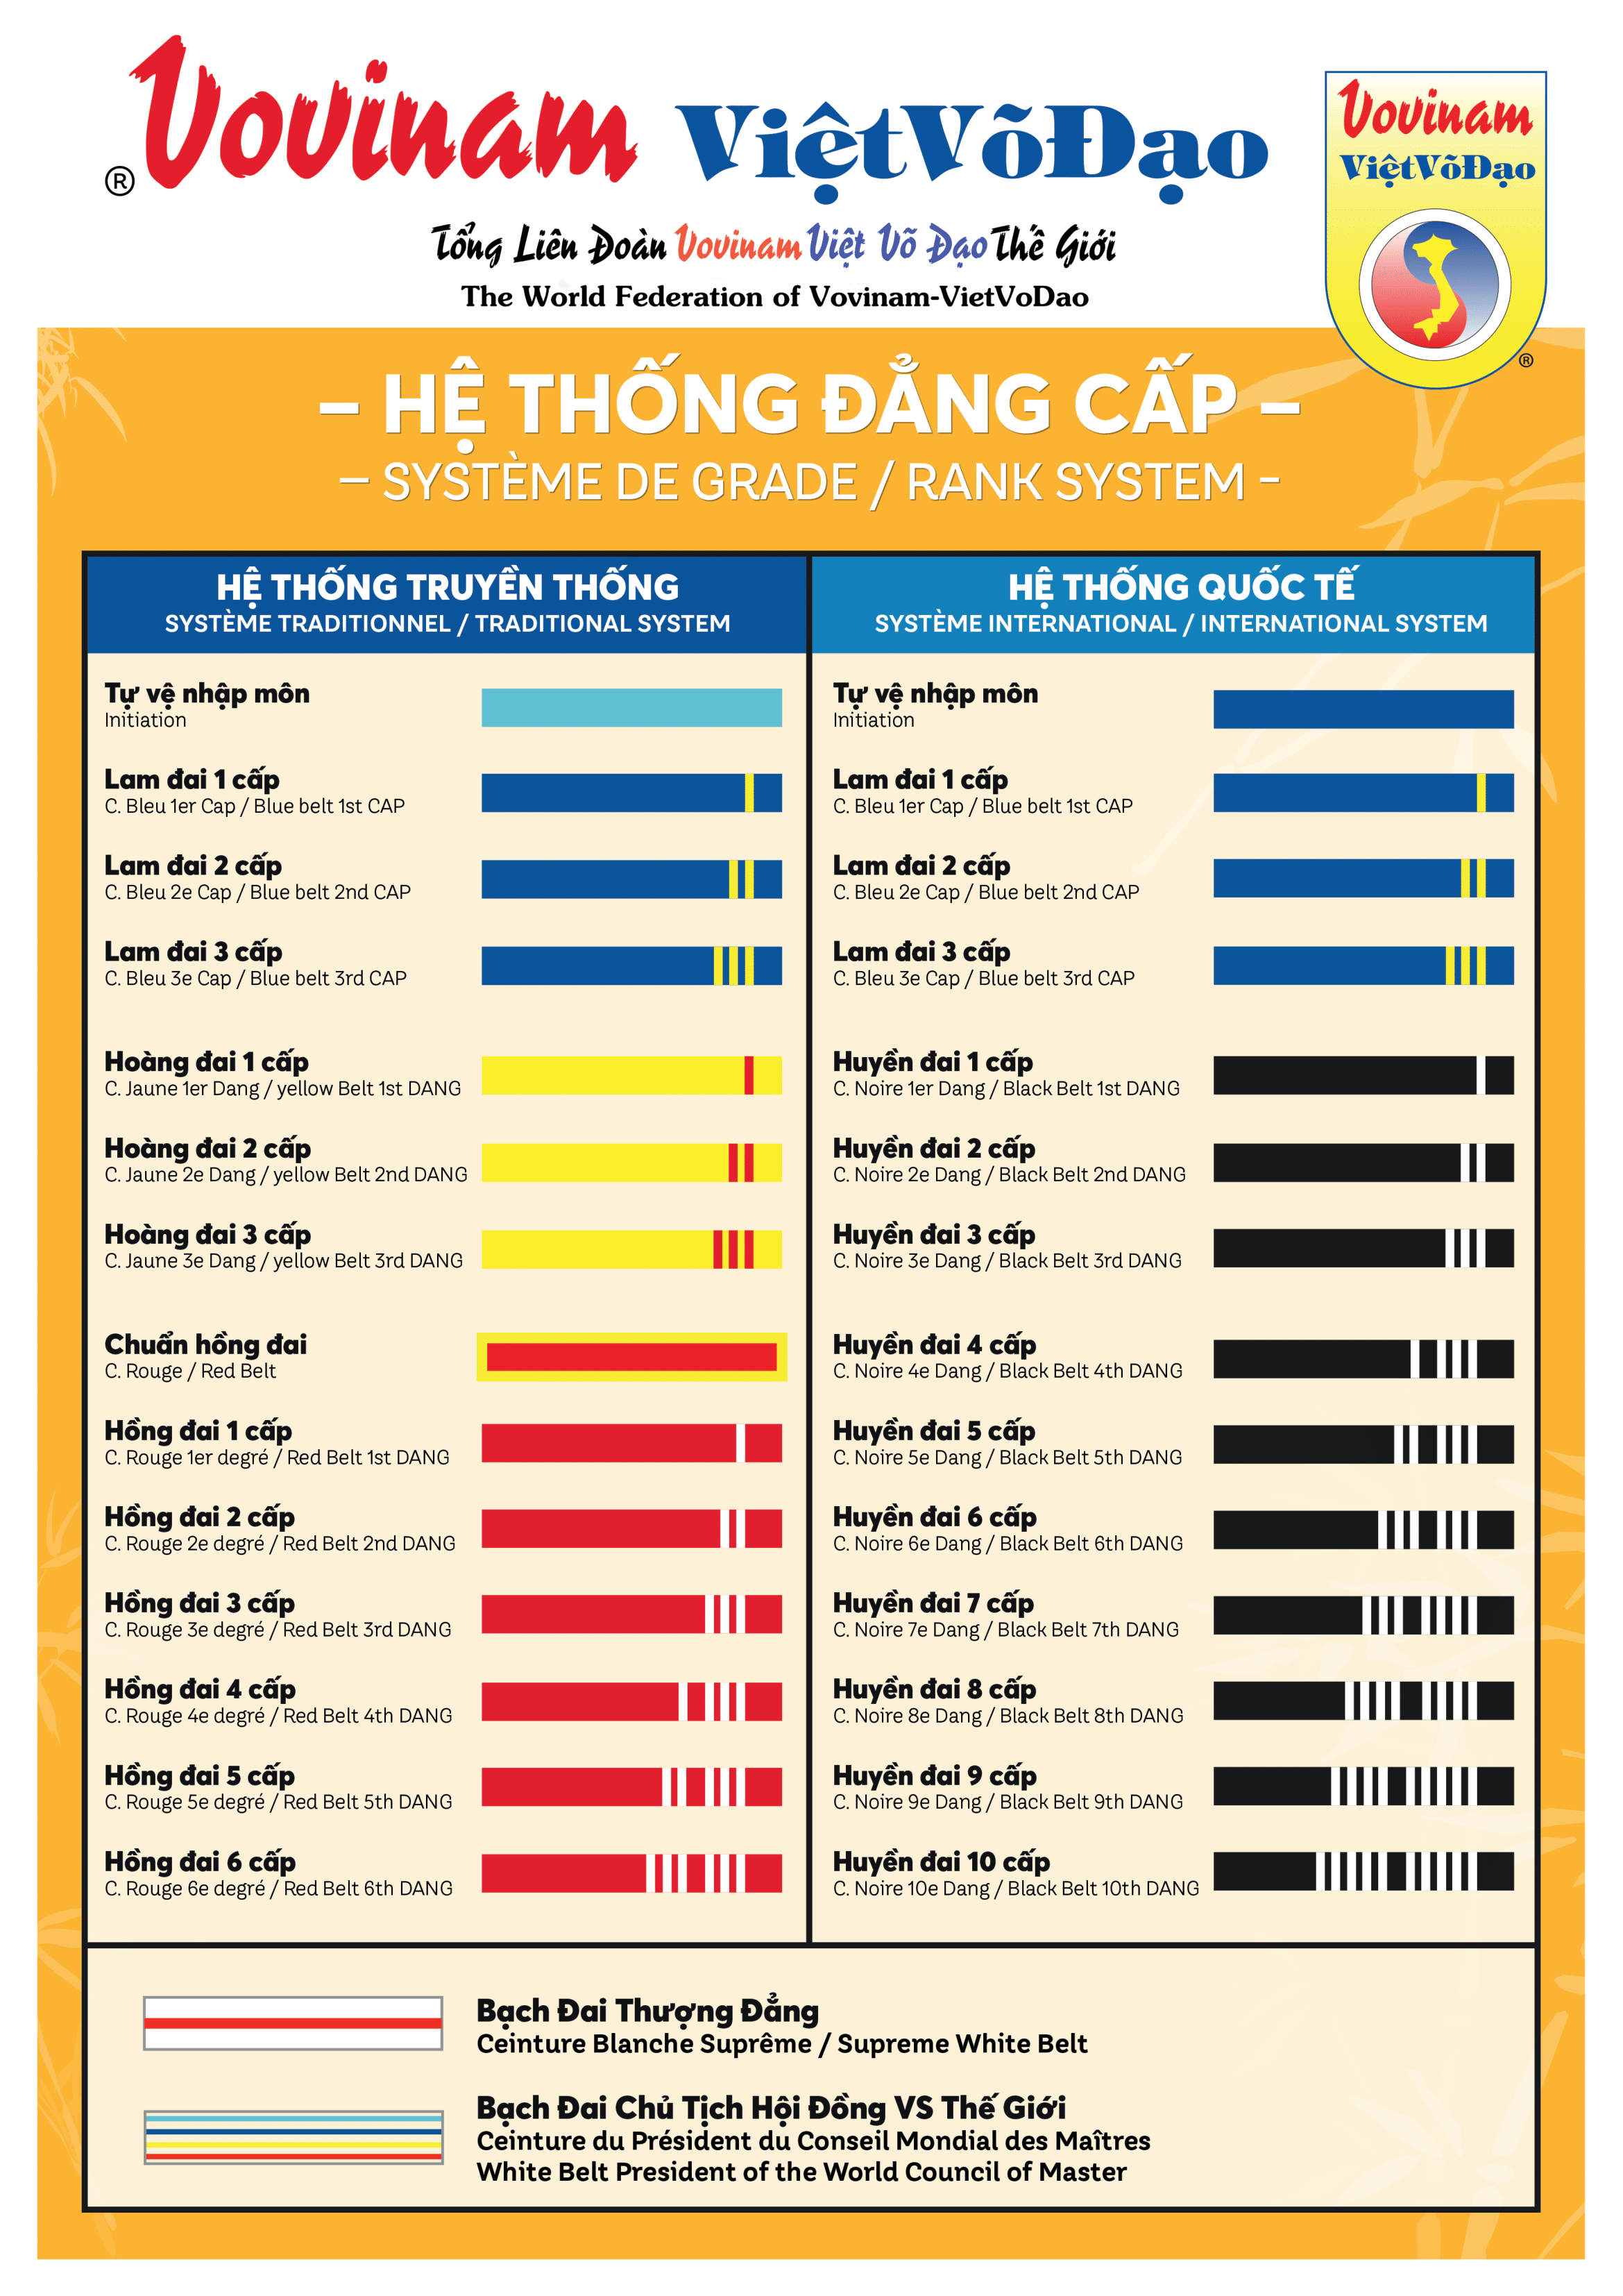 Vovinam ViệtVõĐạo
®
Vovinam
ViệtVõĐạo
®
Tổng Liên Đoàn Vovinam Việt Võ Đạo Thế Giới
The World Federation of Vovinam-VietVoDao
– HỆ THỐNG ĐẲNG CẤP –
– SYSTÈME DE GRADE / RANK SYSTEM -
HỆ THỐNG TRUYỀN THỐNG
SYSTÈME TRADITIONNEL / TRADITIONAL SYSTEM
Tự vệ nhập môn
Initiation
Lam đai 1 cấp
C. Bleu 1er Cap / Blue belt 1st CAP
Lam đai 2 cấp
C. Bleu 2e Cap / Blue belt 2nd CAP
Lam đai 3 cấp
C. Bleu 3e Cap / Blue belt 3rd CAP
Hoàng đai 1 cấp
C. Jaune 1er Dang / yellow Belt 1st DANG
Hoàng đai 2 cấp
C. Jaune 2e Dang / yellow Belt 2nd DANG
Hoàng đai 3 cấp
C. Jaune 3e Dang / yellow Belt 3rd DANG
Chuẩn hồng đai
C. Rouge / Red Belt
Hồng đai 1 cấp
C. Rouge 1er degré / Red Belt 1st DANG
Hồng đai 2 cấp
C. Rouge 2e degré / Red Belt 2nd DANG
Hồng đai 3 cấp
C. Rouge 3e degré / Red Belt 3rd DANG
Hồng đai 4 cấp
C. Rouge 4e degré / Red Belt 4th DANG
Hồng đai 5 cấp
C. Rouge 5e degré / Red Belt 5th DANG
Hồng đai 6 cấp
C. Rouge 6e degré / Red Belt 6th DANG
HỆ THỐNG QUỐC TẾ
SYSTÈME INTERNATIONAL / INTERNATIONAL SYSTEM
Tự vệ nhập môn
Initiation
Lam đai 1 cấp
C. Bleu 1er Cap / Blue belt 1st CAP
Lam đai 2 cấp
C. Bleu 2e Cap / Blue belt 2nd CAP
Lam đai 3 cấp
C. Bleu 3e Cap / Blue belt 3rd CAP
Huyền đai 1 cấp
C. Noire 1er Dang / Black Belt 1st DANG
Huyền đai 2 cấp
C. Noire 2e Dang / Black Belt 2nd DANG
Huyền đai 3 cấp
C. Noire 3e Dang / Black Belt 3rd DANG
Huyền đai 4 cấp
C. Noire 4e Dang / Black Belt 4th DANG
Huyền đai 5 cấp
C. Noire 5e Dang / Black Belt 5th DANG
Huyền đai 6 cấp
C. Noire 6e Dang / Black Belt 6th DANG
Huyền đai 7 cấp
C. Noire 7e Dang / Black Belt 7th DANG
Huyền đai 8 cấp
C. Noire 8e Dang / Black Belt 8th DANG
Huyền đai 9 cấp
C. Noire 9e Dang / Black Belt 9th DANG
Huyền đai 10 cấp
C. Noire 10e Dang / Black Belt 10th DANG
Bạch Đai Thượng Đẳng
Ceinture Blanche Suprême / Supreme White Belt
Bạch Đai Chủ Tịch Hội Đồng VS Thế Giới
Ceinture du Président du Conseil Mondial des Maîtres
White Belt President of the World Council of Master